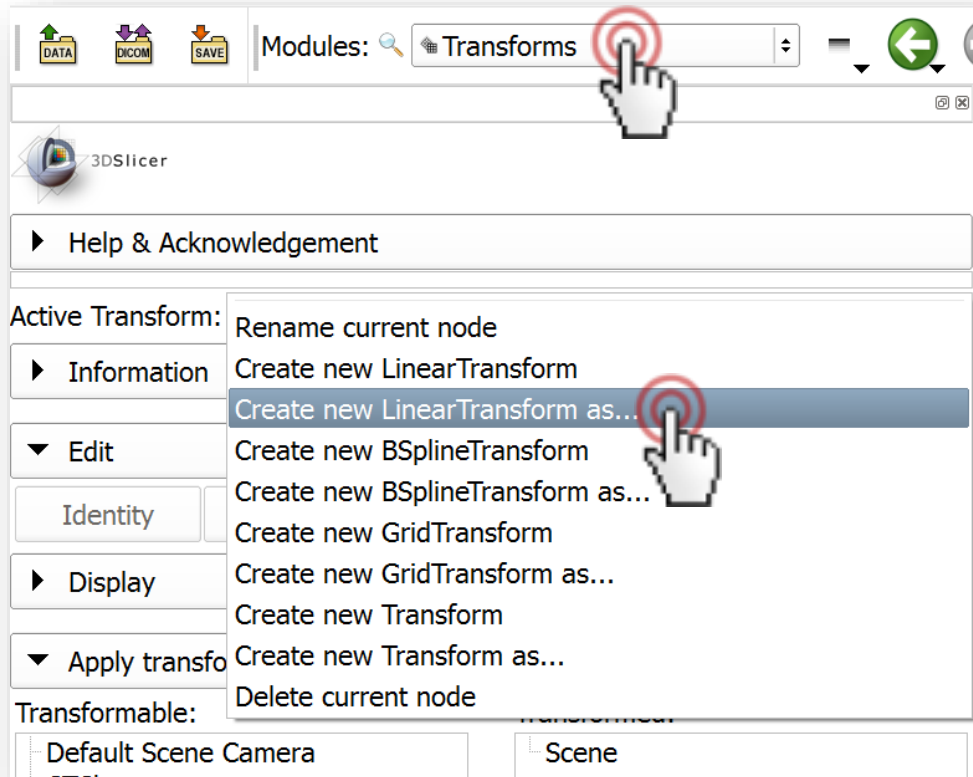 DATA DICOM SAVE Modules: Transforms
3DSlicer
Help & Acknowledgement
Active Transform:
Rename current node
Create new LinearTransform
Information
Create new LinearTransform as...
Edit
Create new BSplineTransform
Create new BSplineTransform as...
Identity
Create new GridTransform
Create new GridTransform as...
Display
Create new Transform
Create new Transform as...
Apply transfo
Delete current node
Transformable:
Default Scene Camera
Scene